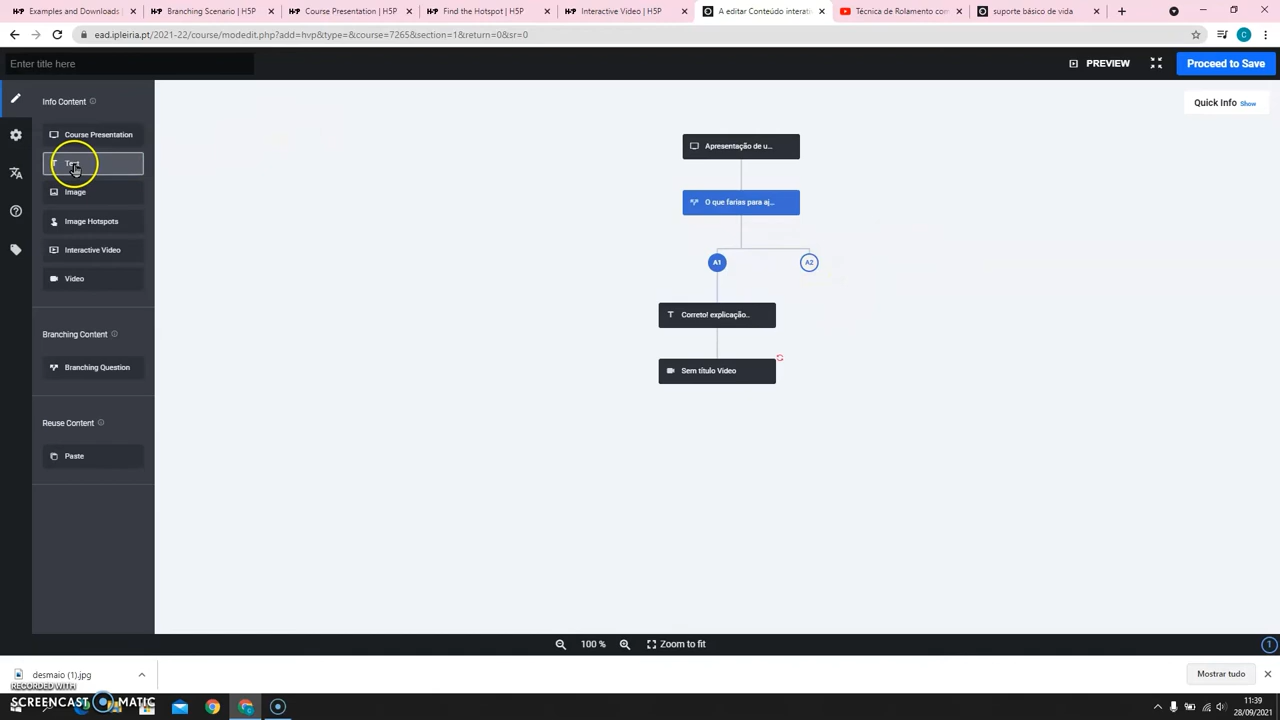 Examples and Downloads |
Branching Scenario | H5P
Course Presentation | H5P
Find the Hotspot | H5P
Interactive Video | H5P
A editar Conteúdo interati
Técnica de Rolamento com
suporte básico de vida
ead.ipleiria.pt/2021-22/course/modedit.php?add=hvp&type=&course=7265&section=1&return=0&sr=0
C
Enter title here
PREVIEW
Proceed to Save
Info Content
Quick Info Show
Course Presentation
Image
Image Hotspots
Interactive Video
Video
Branching Content
Branching Question
Reuse Content
Paste
Apresentação de u...
O que farias para aj...
A1
A2
Correto! explicação..
Sem título Video
100 %
Zoom to fit
1
desmaio (1).jpg
Mostrar tudo
RECORDED WITH
SCREENCAST MATIC
11:39
28/09/2021